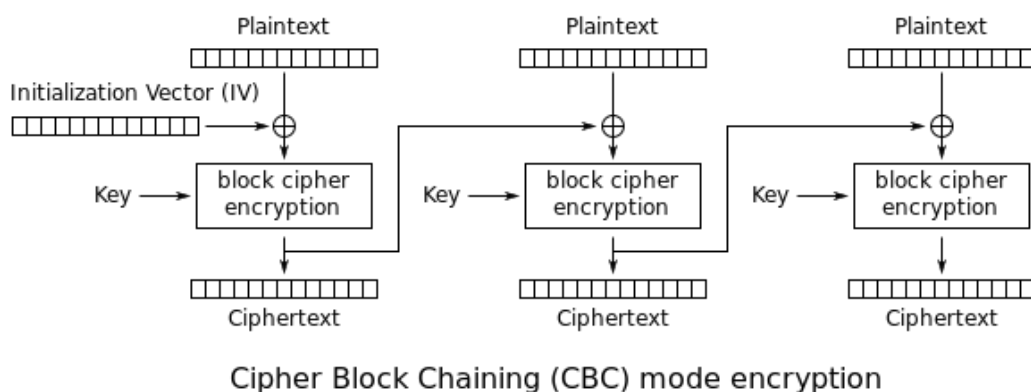 Plaintext
Plaintext
Plaintext
Initialization Vector (IV)
Key
block cipher
encryption
Key
block cipher
encryption
Key
block cipher
encryption
Ciphertext
Ciphertext
Ciphertext
Cipher Block Chaining (CBC) mode encryption